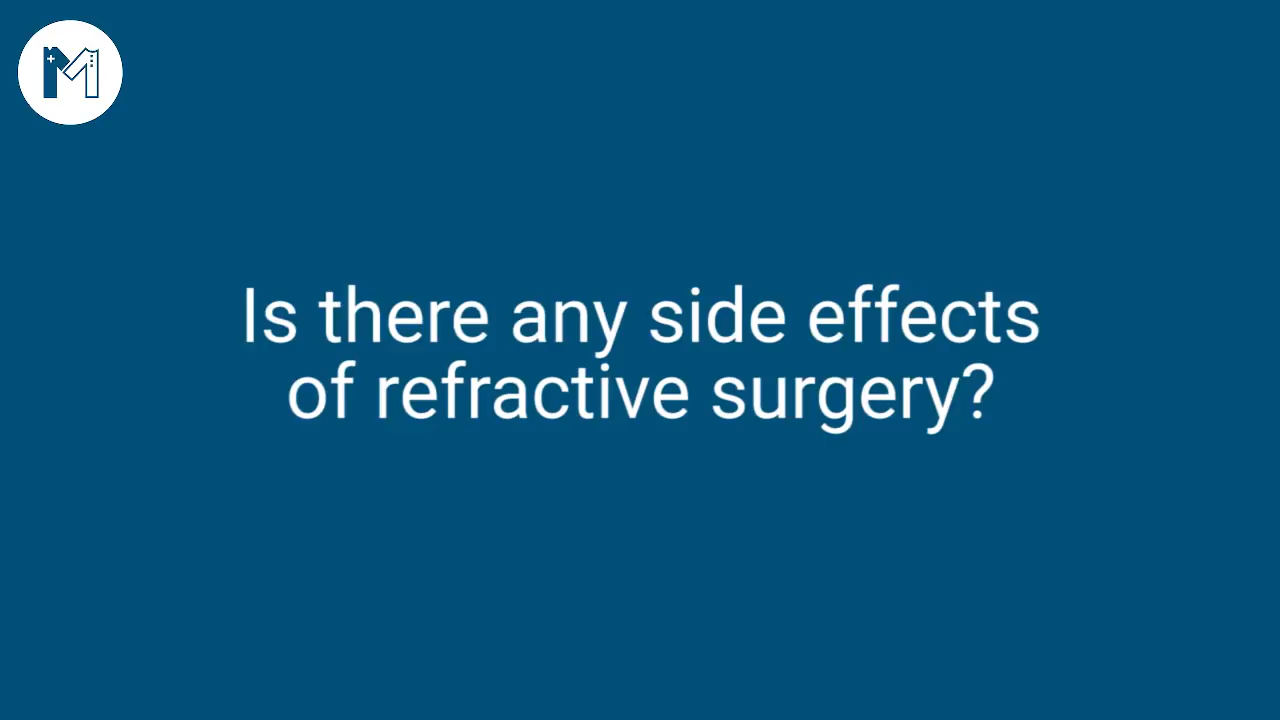 Is there any side effects
of refractive surgery?